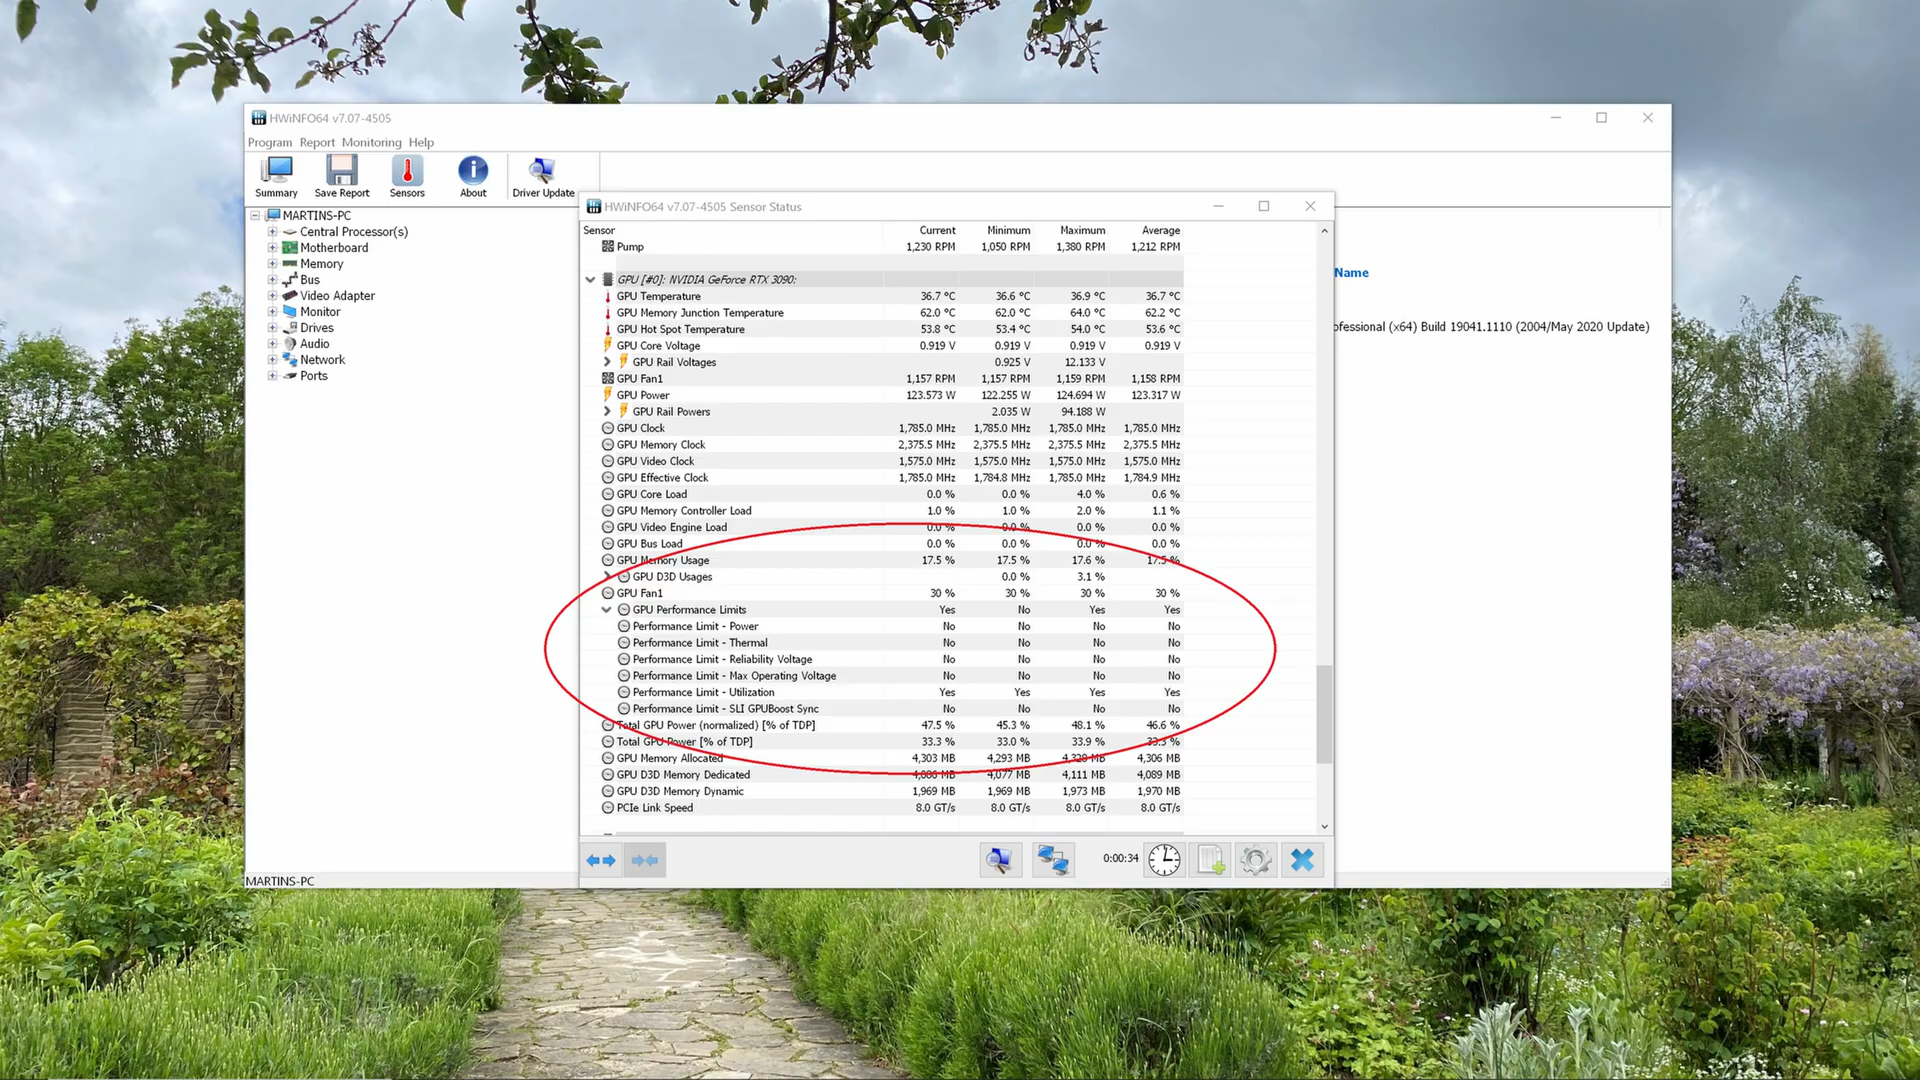 HWiNFO64 v7.07-4505
Program Report Monitoring Help
Summary Save Report Sensors About Driver Update
MARTINS-PC
Central Processor(s)
Motherboard
Memory
Bus
Video Adapter
Monitor
Drives
Audio
Network
Ports
HWiNFO64 v7.07-4505 Sensor Status
Sensor Current Minimum Maximum Average
Pump 1,230 RPM 1,050 RPM 1,380 RPM 1,212 RPM
GPU [#0]: NVIDIA GeForce RTX 3090:
GPU Temperature 36.7 °C 36.6 °C 36.9 °C 36.7 °C
GPU Memory Junction Temperature 62.0 °C 62.0 °C 64.0 °C 62.2 °C
GPU Hot Spot Temperature 53.8 °C 53.4 °C 54.0 °C 53.6 °C
GPU Core Voltage 0.919 V 0.919 V 0.919 V 0.919 V
GPU Rail Voltages 0.925 V 12.133 V
GPU Fan1 1,157 RPM 1,157 RPM 1,159 RPM 1,158 RPM
GPU Power 123.573 W 122.255 W 124.694 W 123.317 W
GPU Rail Powers 2.035 W 94.188 W
GPU Clock 1,785.0 MHz 1,785.0 MHz 1,785.0 MHz 1,785.0 MHz
GPU Memory Clock 2,375.5 MHz 2,375.5 MHz 2,375.5 MHz 2,375.5 MHz
GPU Video Clock 1,575.0 MHz 1,575.0 MHz 1,575.0 MHz 1,575.0 MHz
GPU Effective Clock 1,785.0 MHz 1,784.8 MHz 1,785.0 MHz 1,784.9 MHz
GPU Core Load 0.0 % 0.0 % 4.0 % 0.6 %
GPU Memory Controller Load 1.0 % 1.0 % 2.0 % 1.1 %
GPU Video Engine Load 0.0 % 0.0 % 0.0 % 0.0 %
GPU Bus Load 0.0 % 0.0 % 0.0 % 0.0 %
GPU Memory Usage 17.5 % 17.5 % 17.6 % 17.5 %
GPU D3D Usages 0.0 % 3.1 %
GPU Fan1 30 % 30 % 30 % 30 %
GPU Performance Limits Yes No Yes Yes
Performance Limit - Power No No No No
Performance Limit - Thermal No No No No
Performance Limit - Reliability Voltage No No No No
Performance Limit - Max Operating Voltage No No No No
Performance Limit - Utilization Yes Yes Yes Yes
Performance Limit - SLI GPUBoost Sync No No No No
Total GPU Power (normalized) [% of TDP] 47.5 % 45.3 % 48.1 % 46.6 %
Total GPU Power [% of TDP] 33.3 % 33.0 % 33.9 % 33.3 %
GPU Memory Allocated 4,303 MB 4,293 MB 4,328 MB 4,306 MB
GPU D3D Memory Dedicated 4,077 MB 4,111 MB 4,089 MB
GPU D3D Memory Dynamic 1,969 MB 1,969 MB 1,973 MB 1,970 MB
PCIe Link Speed 8.0 GT/s 8.0 GT/s 8.0 GT/s 8.0 GT/s
0:00:34
Name
ofessional (x64) Build 19041.1110 (2004/May 2020 Update)
MARTINS-PC